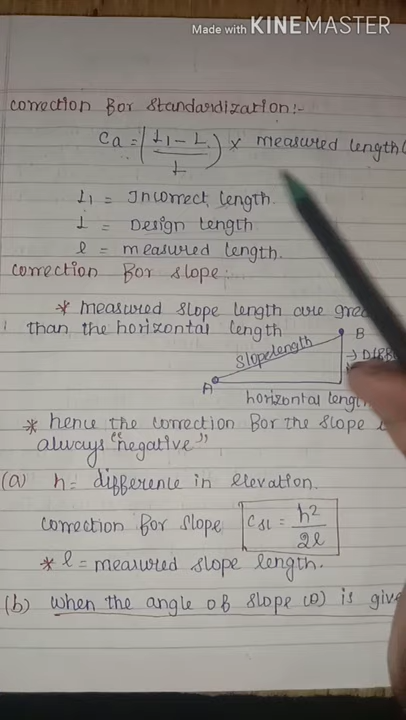 Made with KINEMASTER
Correction For Standardization:-
Ca = (L1 - L / L) × measured length
L1 = Incorrect length.
L = Design length
l = measured length.
Correction For slope:
* measured slope length are
than the horizontal length
B
Slope length
A
horizontal length
* hence the correction For the slope
always "negative"
(a) h = difference in elevation.
Correction For slope Csl = h²/2l
* l = measured slope length.
(b) when the angle of slope (θ) is